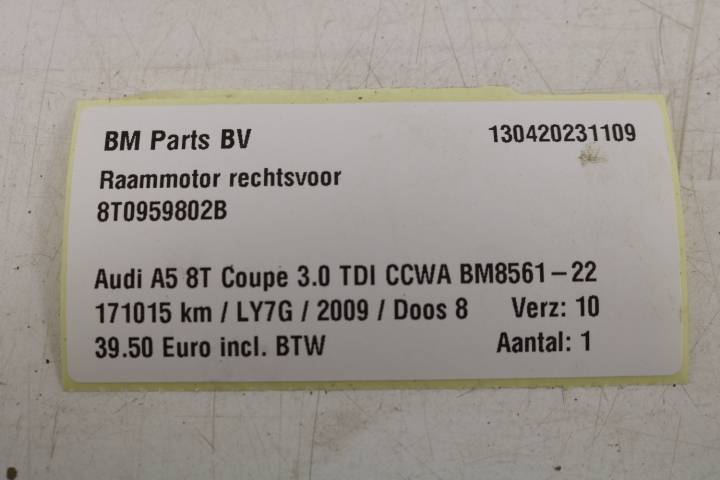 BM Parts BV 130420231109
Raammotor rechtsvoor
8T0959802B
Audi A5 8T Coupe 3.0 TDI CCWA BM8561-22
171015 km / LY7G / 2009 / Doos 8 Verz: 10
39.50 Euro incl. BTW Aantal: 1